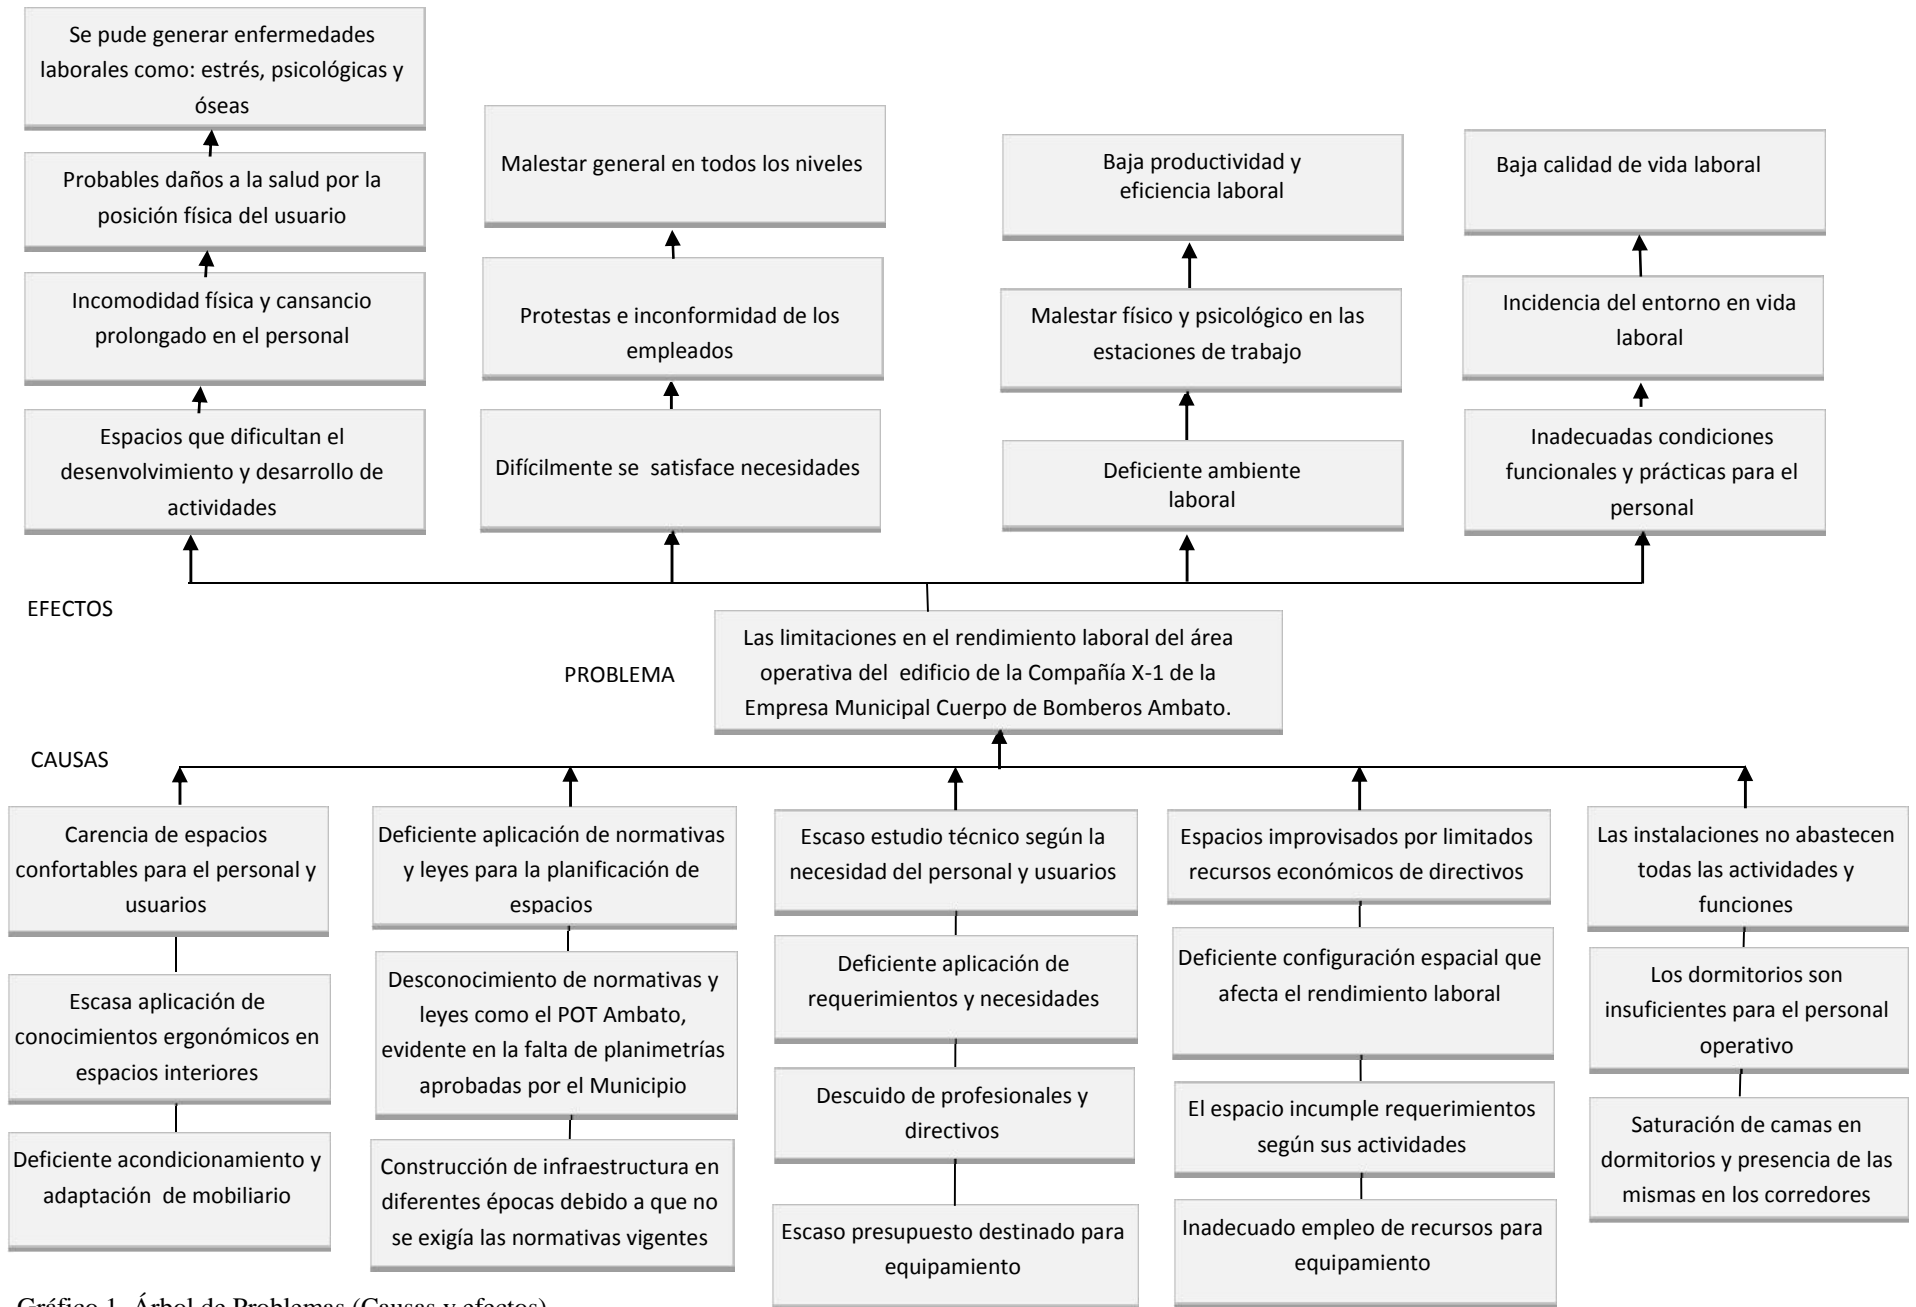 Se pude generar enfermedades
laborales como: estrés, psicológicas y
óseas
Probables daños a la salud por la
posición física del usuario
Incomodidad física y cansancio
prolongado en el personal
Espacios que dificultan el
desenvolvimiento y desarrollo de
actividades
Malestar general en todos los niveles
Protestas e inconformidad de los
empleados
Difícilmente se satisface necesidades
Baja productividad y
eficiencia laboral
Malestar físico y psicológico en las
estaciones de trabajo
Deficiente ambiente
laboral
Baja calidad de vida laboral
Incidencia del entorno en vida
laboral
Inadecuadas condiciones
funcionales y prácticas para el
personal
EFECTOS
PROBLEMA
Las limitaciones en el rendimiento laboral del área
operativa del edificio de la Compañía X-1 de la
Empresa Municipal Cuerpo de Bomberos Ambato.
CAUSAS
Carencia de espacios
confortables para el personal y
usuarios
Escasa aplicación de
conocimientos ergonómicos en
espacios interiores
Deficiente acondicionamiento y
adaptación de mobiliario
Deficiente aplicación de normativas
y leyes para la planificación de
espacios
Desconocimiento de normativas y
leyes como el POT Ambato,
evidente en la falta de planimetrías
aprobadas por el Municipio
Construcción de infraestructura en
diferentes épocas debido a que no
se exigía las normativas vigentes
Escaso estudio técnico según la
necesidad del personal y usuarios
Deficiente aplicación de
requerimientos y necesidades
Descuido de profesionales y
directivos
Escaso presupuesto destinado para
equipamiento
Espacios improvisados por limitados
recursos económicos de directivos
Deficiente configuración espacial que
afecta el rendimiento laboral
El espacio incumple requerimientos
según sus actividades
Inadecuado empleo de recursos para
equipamiento
Las instalaciones no abastecen
todas las actividades y
funciones
Los dormitorios son
insuficientes para el personal
operativo
Saturación de camas en
dormitorios y presencia de las
mismas en los corredores
Gráfico 1. Árbol de Problemas (Causas y efectos)